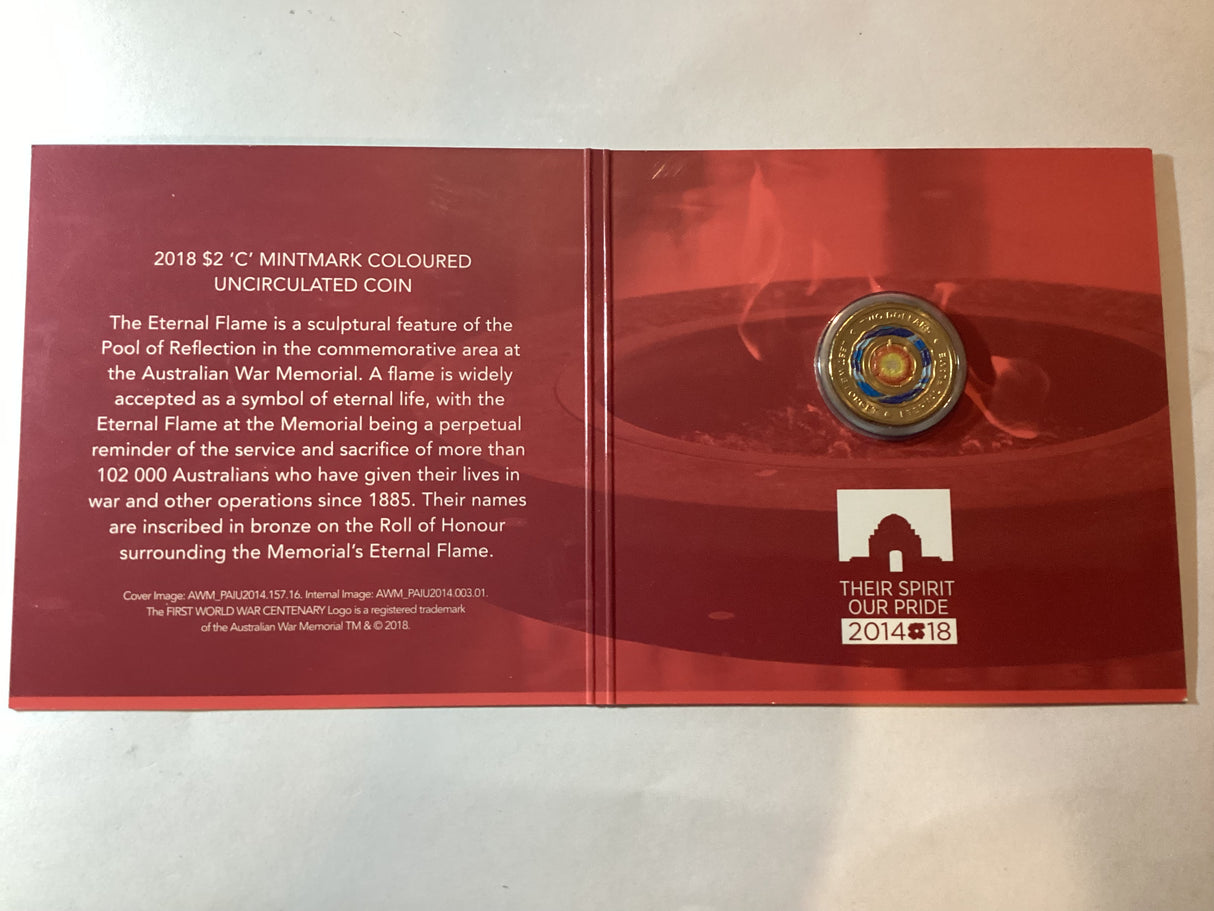 2018 $2 ‘C’ MINTMARK COLOURED
UNCIRCULATED COIN
The Eternal Flame is a sculptural feature of the
Pool of Reflection in the commemorative area at
the Australian War Memorial. A flame is widely
accepted as a symbol of eternal life, with the
Eternal Flame at the Memorial being a perpetual
reminder of the service and sacrifice of more than
102 000 Australians who have given their lives in
war and other operations since 1885. Their names
are inscribed in bronze on the Roll of Honour
surrounding the Memorial’s Eternal Flame.
Cover Image: AWM_PAIU2014.157.16. Internal Image: AWM_PAIU2014.003.01.
The FIRST WORLD WAR CENTENARY Logo is a registered trademark
of the Australian War Memorial TM & © 2018.
TWO DOLLARS
THEIR SPIRIT
OUR PRIDE
2014 18